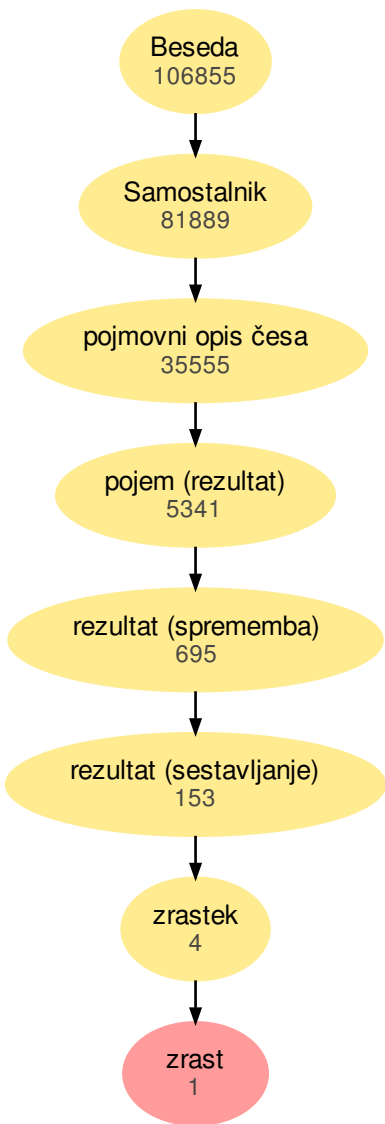 Beseda
106855
Samostalnik
81889
pojmovni opis česa
35555
pojem (rezultat)
5341
rezultat (sprememba)
695
rezultat (sestavljanje)
153
zrastek
4
zrast
1